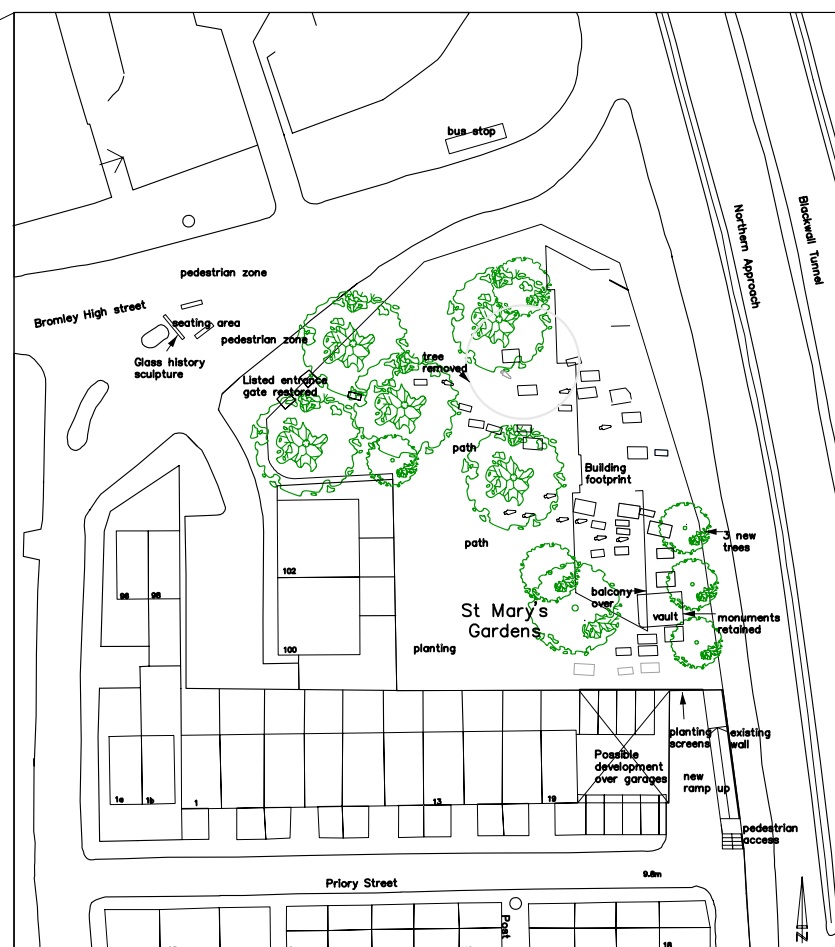 bus stop
Northern Approach
Blackwall Tunnel
pedestrian zone
Bromley High street
seating area
pedestrian zone
Glass history
sculpture
tree
removed
Listed entrance
gate restored
path
Building
footprint
path
3 new
trees
102
98
98
balcony
over
vault
monuments
retained
St Mary's
Gardens
planting
100
planting
screens
existing
wall
Possible
development
over garages
new
ramp up
1a
1b
1
13
19
pedestrian
access
9.8m
Priory Street
Post
18
N